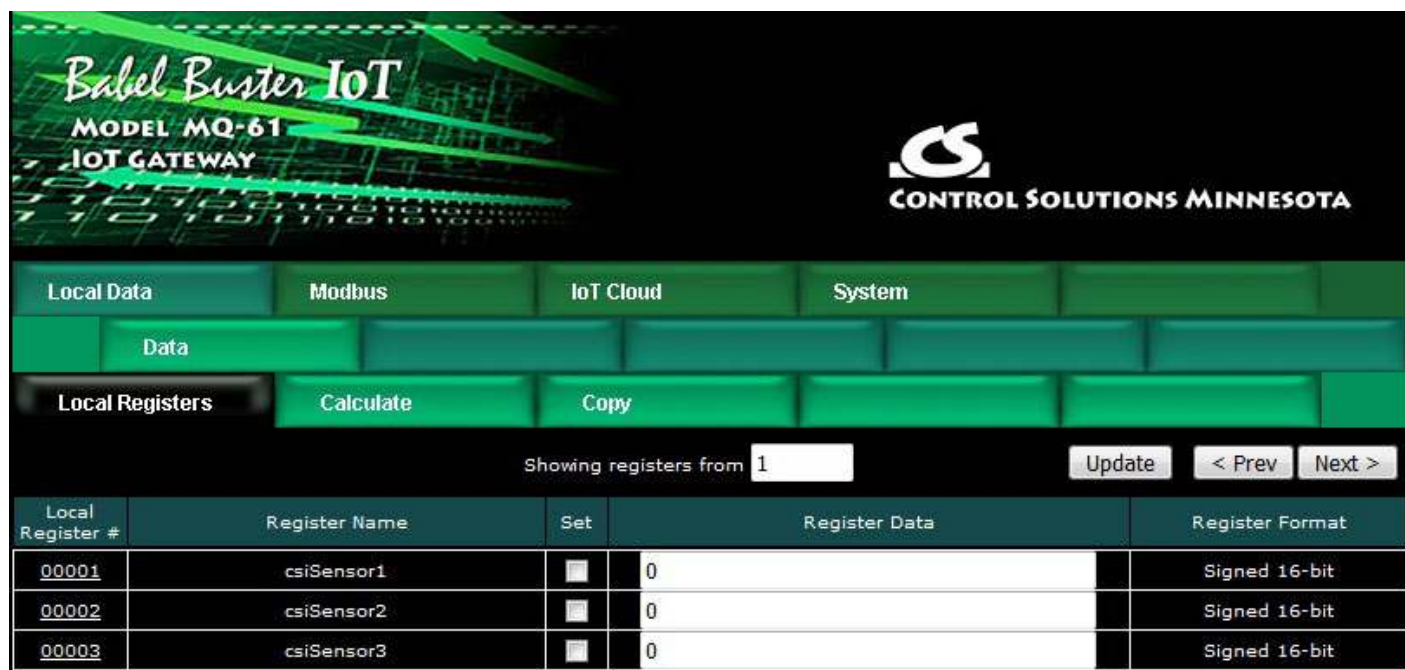 Babel Buster IoT
MODEL MQ-61
IOT GATEWAY
CS
CONTROL SOLUTIONS MINNESOTA
Local Data Modbus IoT Cloud System
Data
Local Registers Calculate Copy
Showing registers from 1 Update < Prev Next >
Local Register # Register Name Set Register Data Register Format
00001 csiSensor1 0 Signed 16-bit
00002 csiSensor2 0 Signed 16-bit
00003 csiSensor3 0 Signed 16-bit